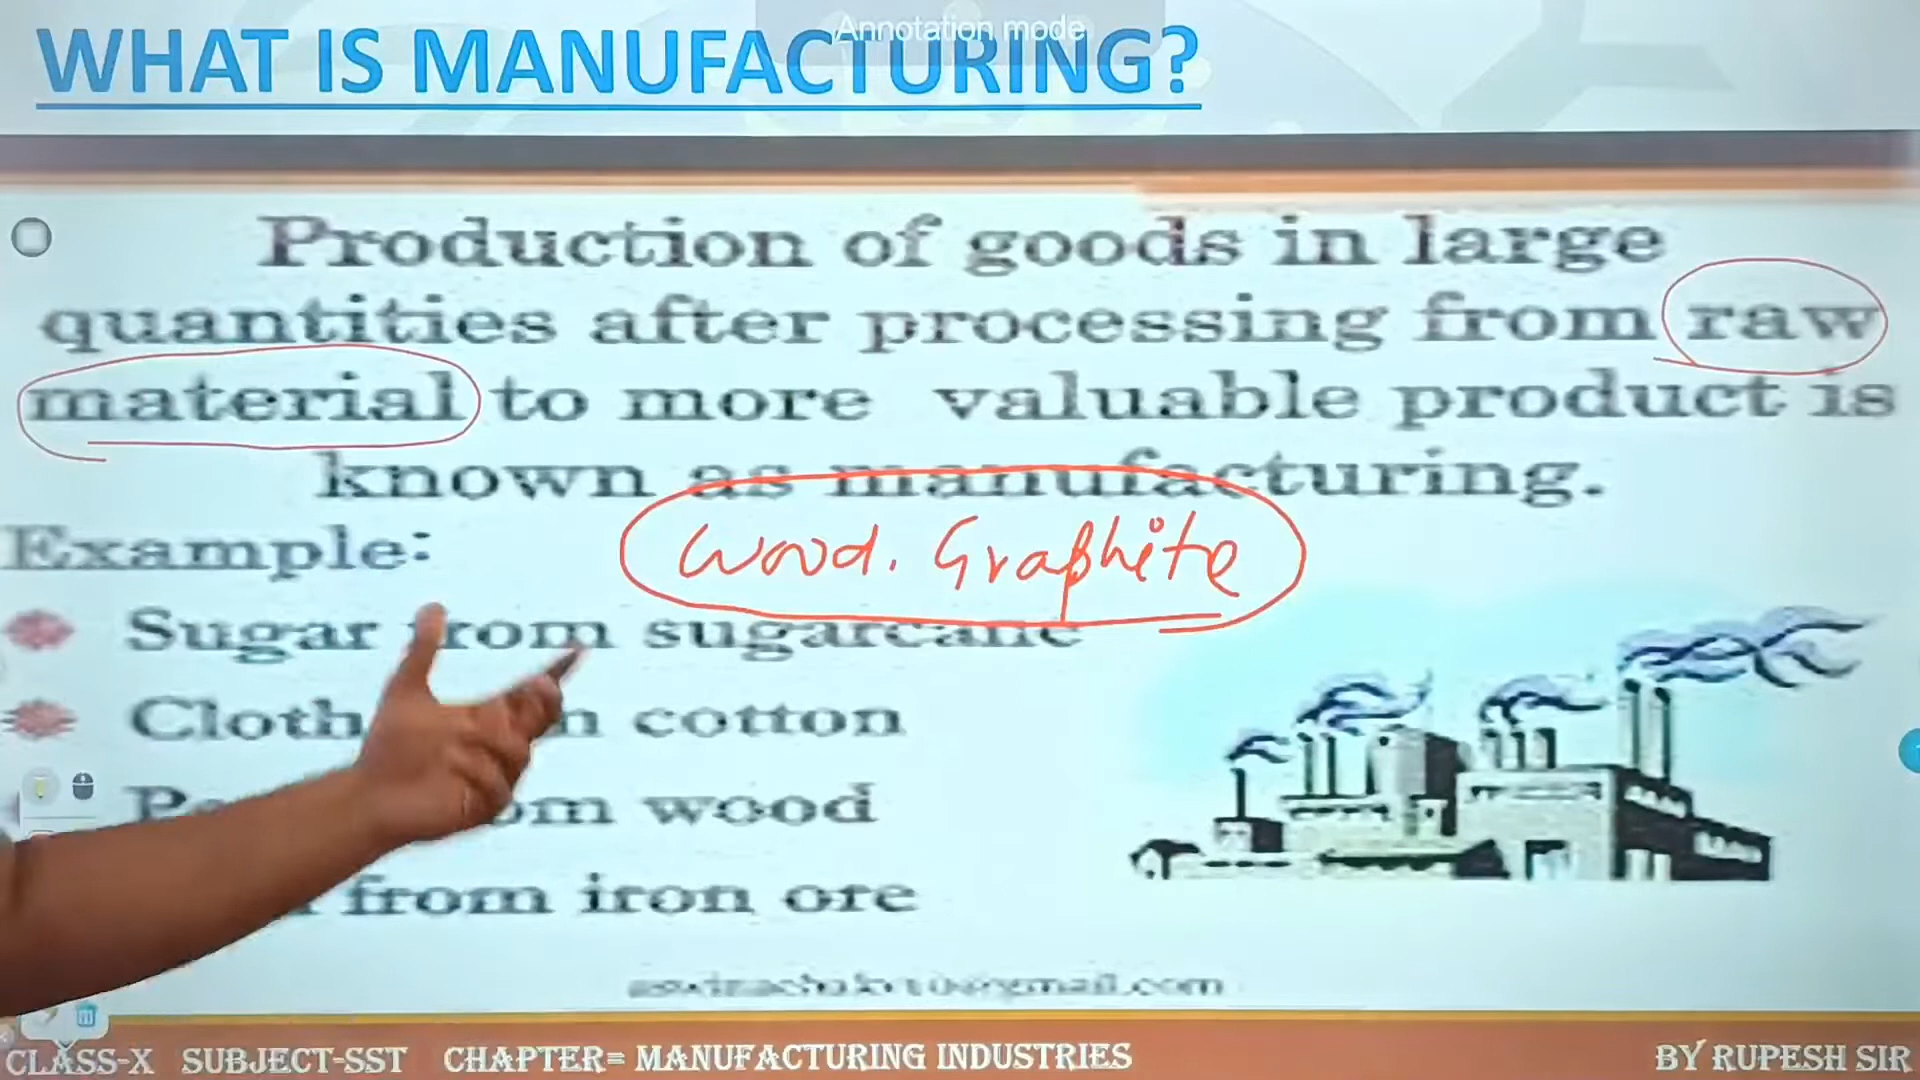 Annotation mode
WHAT IS MANUFACTURING?
Production of goods in large
quantities after processing from raw
material to more valuable product is
known as manufacturing.
Wood. Graphite
Example:
Sugar from sugarcane
Cloth cotton
wood
from iron ore
CLASS-X SUBJECT-SST CHAPTER= MANUFACTURING INDUSTRIES
BY RUPESH SIR